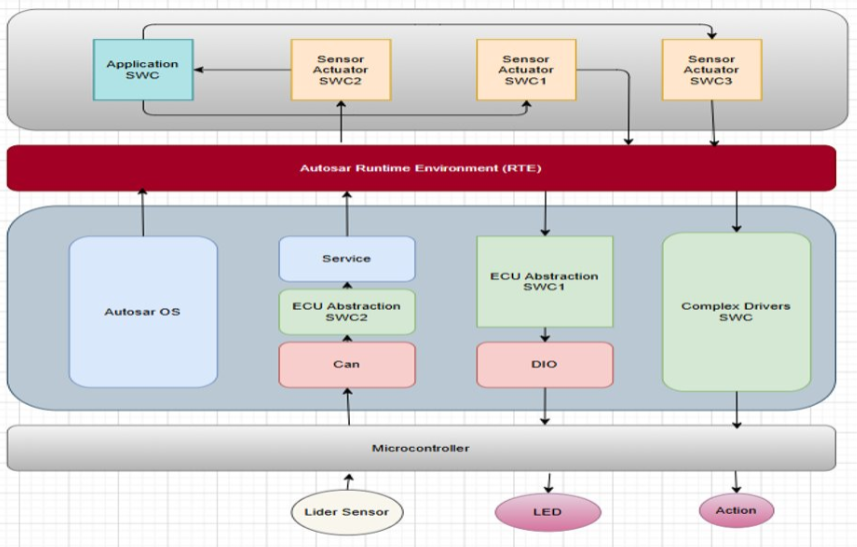 Application
SWC
Sensor
Actuator
SWC2
Sensor
Actuator
SWC1
Sensor
Actuator
SWC3
Autosar Runtime Environment (RTE)
Autosar OS
Service
ECU Abstraction
SWC2
Can
ECU Abstraction
SWC1
DIO
Complex Drivers
SWC
Microcontroller
Lider Sensor
LED
Action